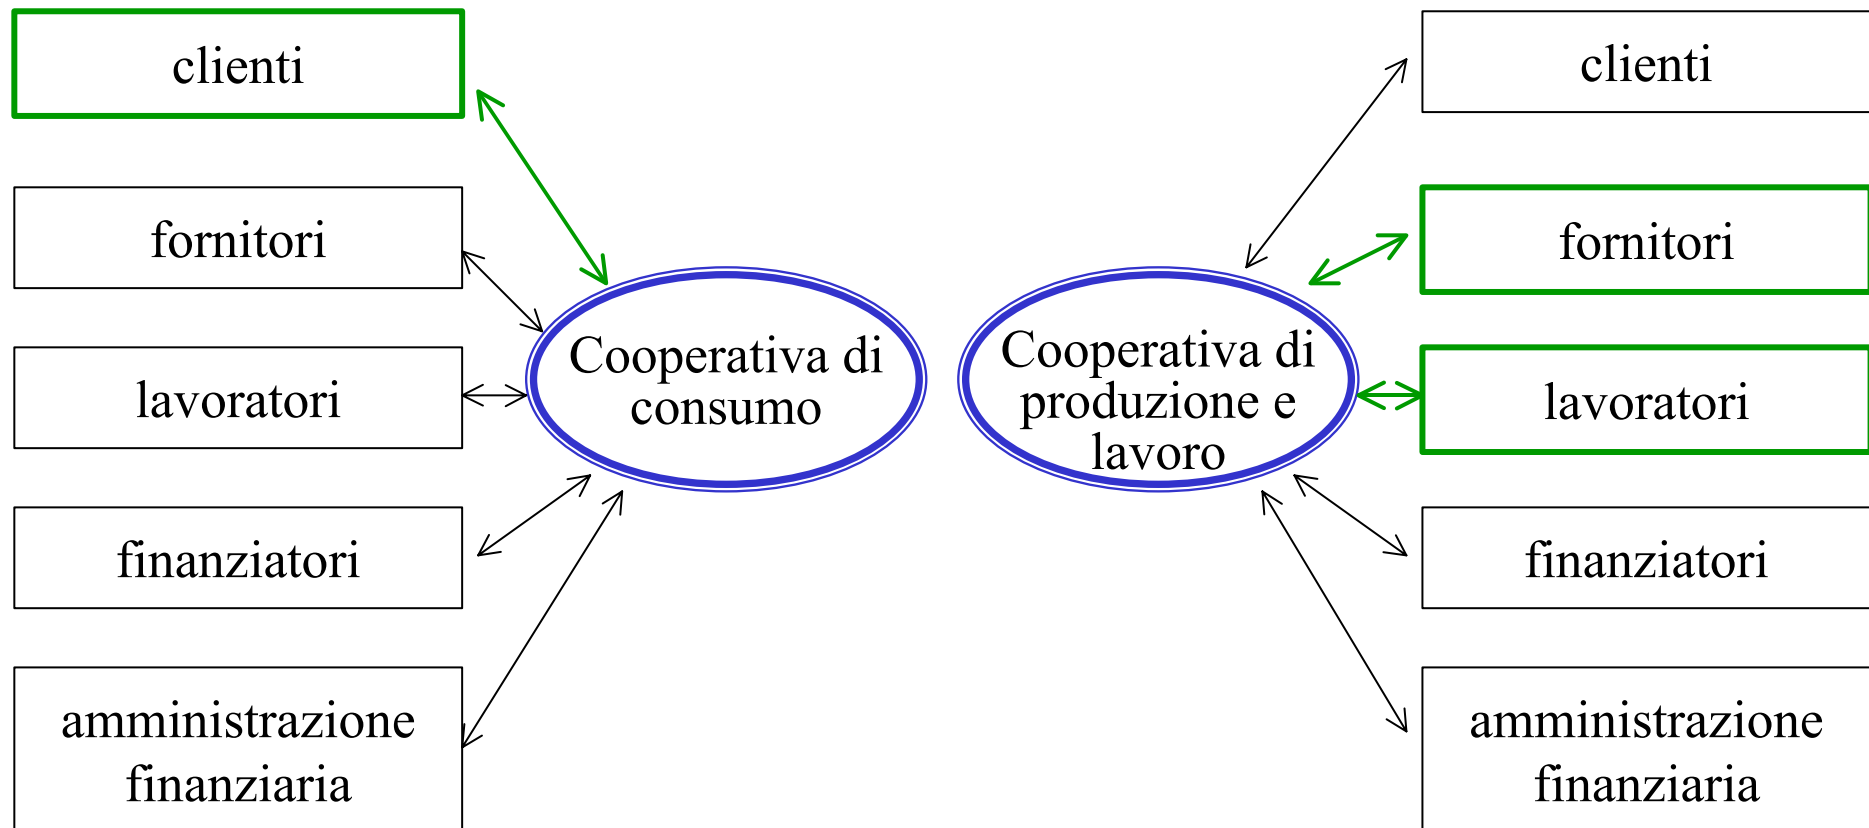 clienti
fornitori
lavoratori
finanziatori
amministrazione
finanziaria
Cooperativa di
consumo
Cooperativa di
produzione e
lavoro
clienti
fornitori
lavoratori
finanziatori
amministrazione
finanziaria